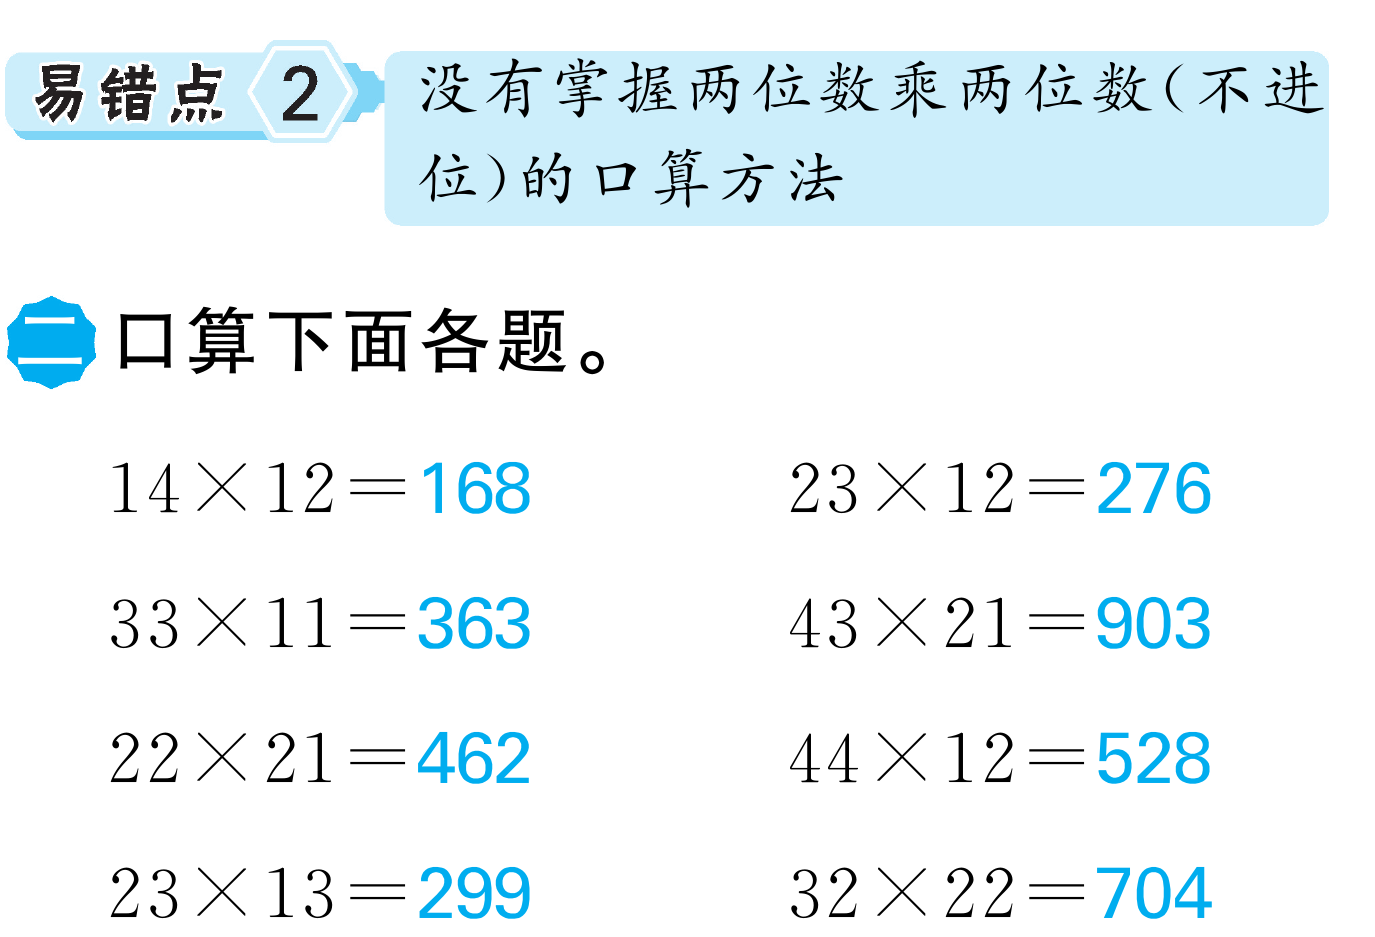 易错点 2 没有掌握两位数乘两位数(不进
位)的口算方法
二 口算下面各题。
14×12=168 23×12=276
33×11=363 43×21=903
22×21=462 44×12=528
23×13=299 32×22=704